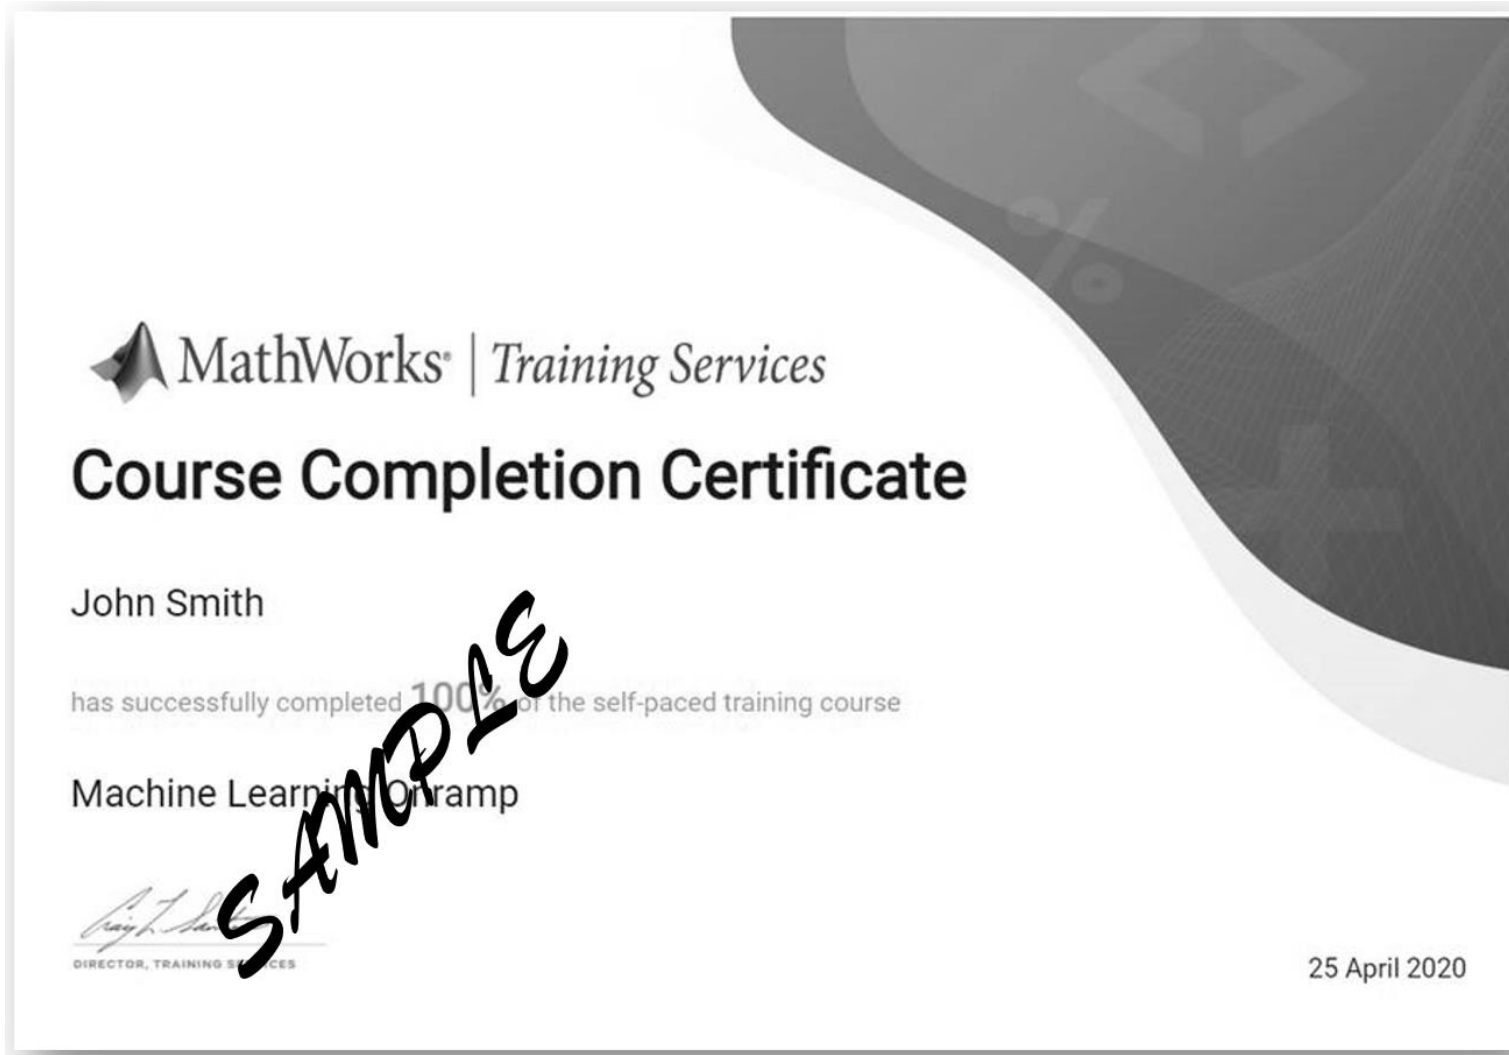 MathWorks® | Training Services
Course Completion Certificate
John Smith
has successfully completed 100% of the self-paced training course
Machine Learning Onramp
SAMPLE
DIRECTOR, TRAINING SERVICES
25 April 2020